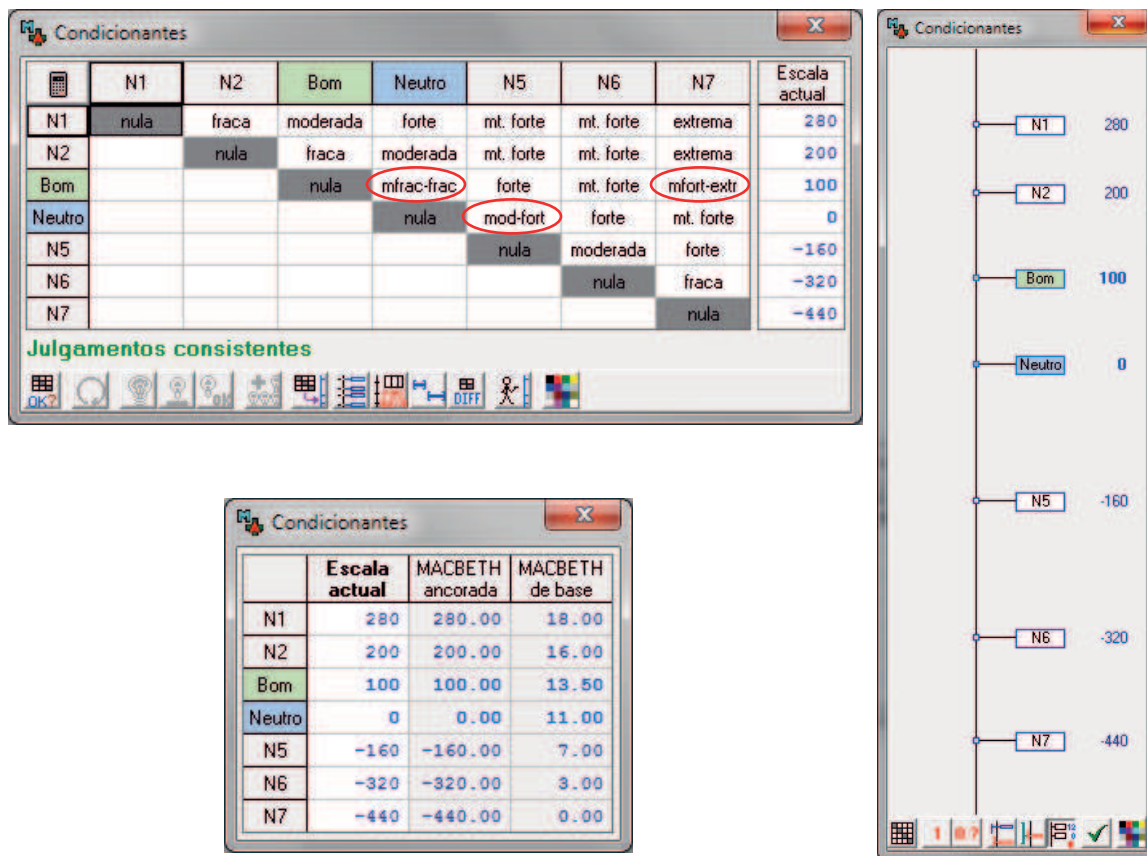 Condicionantes
N1 N2 Bom Neutro N5 N6 N7 Escala actual
N1 nula fraca moderada forte mt. forte mt. forte extrema 280
N2 nula fraca moderada mt. forte mt. forte extrema 200
Bom nula mfrac-frac forte mt. forte mfort-extr 100
Neutro nula mod-fort forte mt. forte 0
N5 nula moderada forte -160
N6 nula fraca -320
N7 nula -440
Julgamentos consistentes
OK? OK DIFF
Condicionantes
Escala actual MACBETH ancorada MACBETH de base
N1 280 280.00 18.00
N2 200 200.00 16.00
Bom 100 100.00 13.50
Neutro 0 0.00 11.00
N5 -160 -160.00 7.00
N6 -320 -320.00 3.00
N7 -440 -440.00 0.00
Condicionantes
N1 280
N2 200
Bom 100
Neutro 0
N5 -160
N6 -320
N7 -440